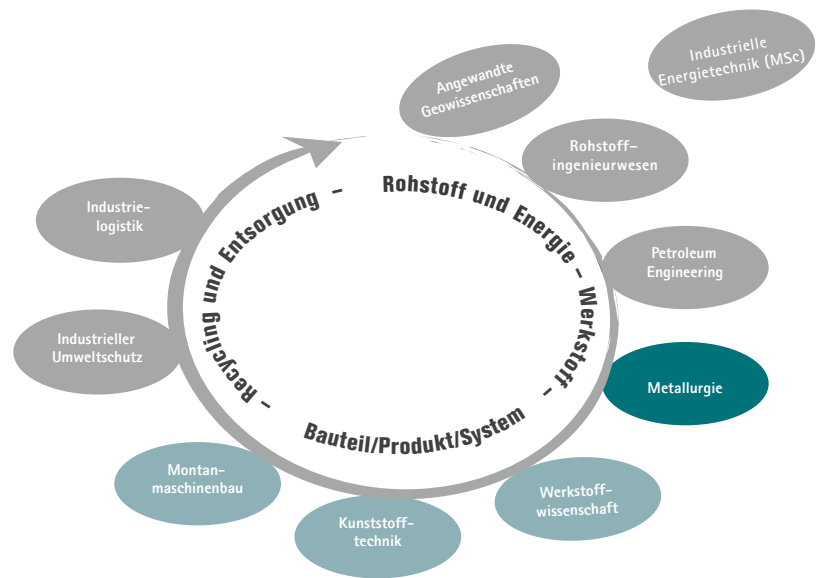 Industrielle
Energietechnik (MSc)
Angewandte
Geowissenschaften
Rohstoff-
ingenieurwesen
Petroleum
Engineering
Metallurgie
Werkstoff-
wissenschaft
Kunststoff-
technik
Montan-
maschinenbau
Industrieller
Umweltschutz
Industrie-
logistik
Rohstoff und Energie – Werkstoff –
Bauteil/Produkt/System
– Recycling und Entsorgung –